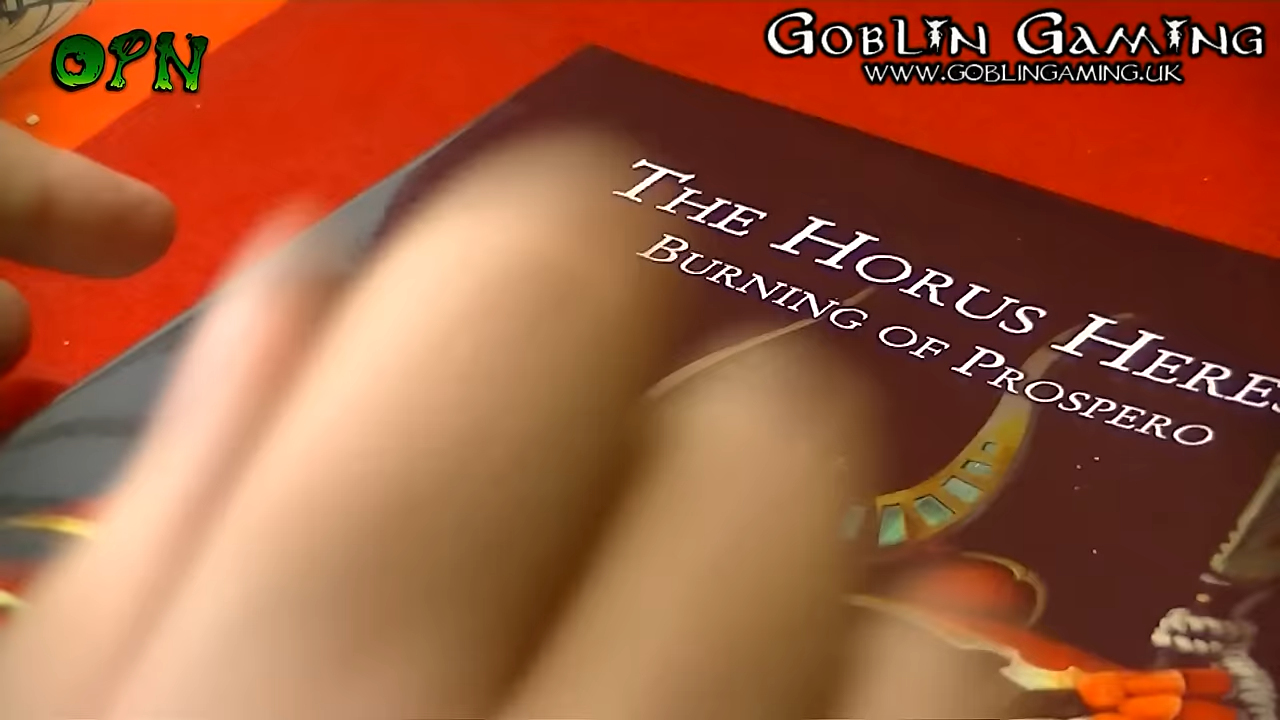 OPN
GOBLIN GAMING
WWW.GOBLINGAMING.UK
THE HORUS HERES
BURNING OF PROSPERO